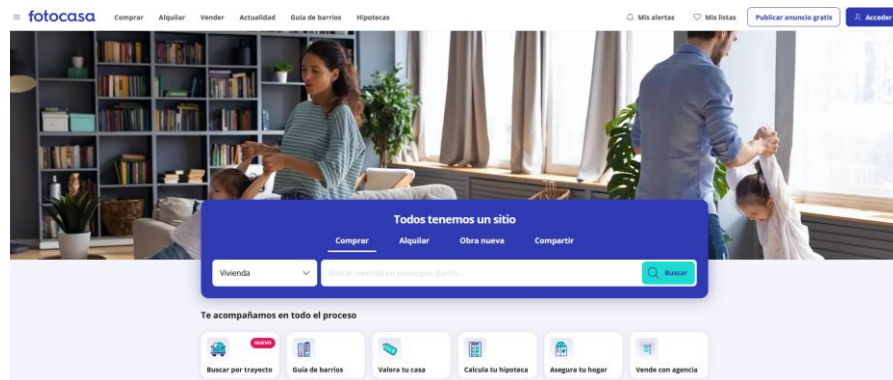 fotocasa Comprar Alquilar Vender Actualidad Guía de barrios Hipotecas Mis alertas Mis listas Publicar anuncio gratis Acceder
Todos tenemos un sitio
Comprar Alquilar Obra nueva Compartir
Vivienda Buscar vivienda en municipio, barrio... Buscar
Te acompañamos en todo el proceso
NUEVO
Buscar por trayecto Guía de barrios Valora tu casa Calcula tu hipoteca Asegura tu hogar Vende con agencia